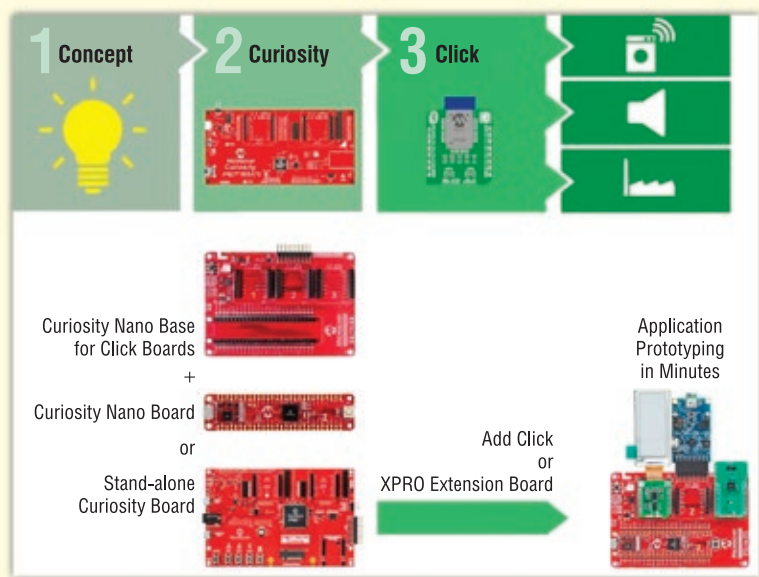 1 Concept
2 Curiosity
3 Click
Curiosity Nano Base
for Click Boards
+
Curiosity Nano Board
or
Stand-alone
Curiosity Board
Add Click
or
XPRO Extension Board
Application
Prototyping
in Minutes